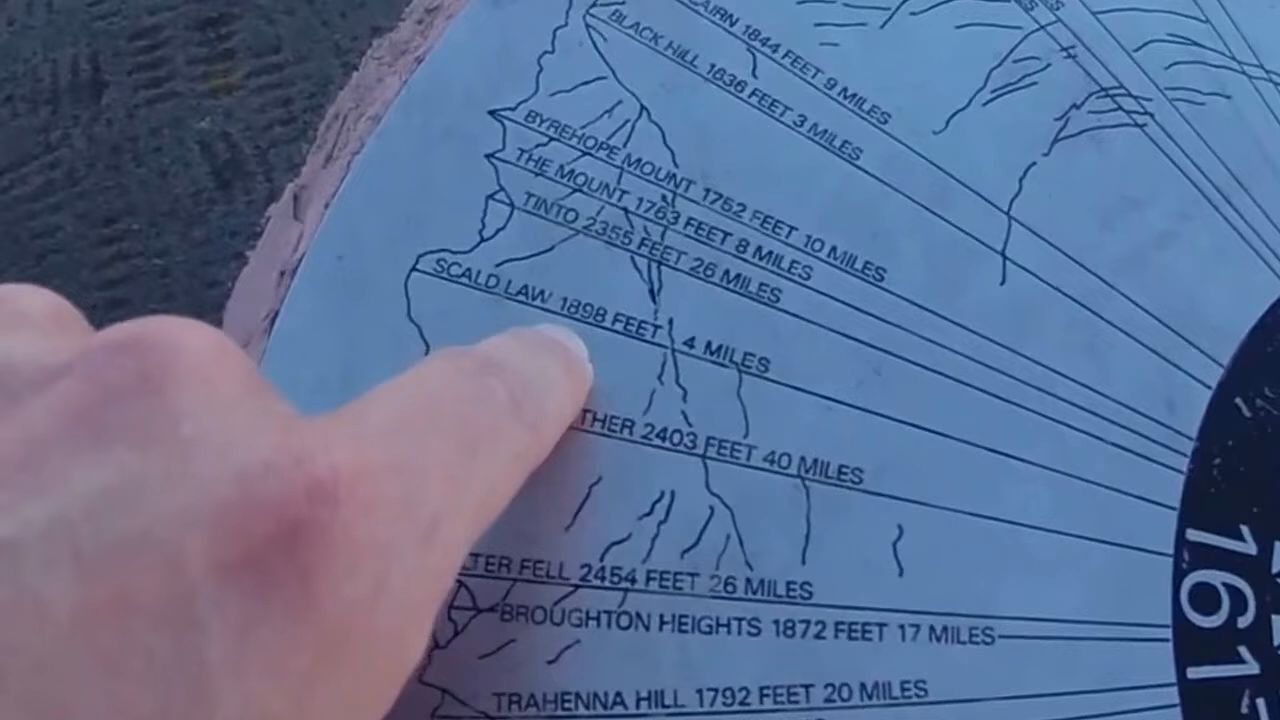 AIRN 1844 FEET 9 MILES
BLACK HILL 1636 FEET 3 MILES
BYREHOPE MOUNT 1752 FEET 10 MILES
THE MOUNT 1763 FEET 8 MILES
TINTO 2355 FEET 26 MILES
SCALD LAW 1898 FEET 4 MILES
THER 2403 FEET 40 MILES
TER FELL 2454 FEET 26 MILES
BROUGHTON HEIGHTS 1872 FEET 17 MILES
TRAHENNA HILL 1792 FEET 20 MILES
161